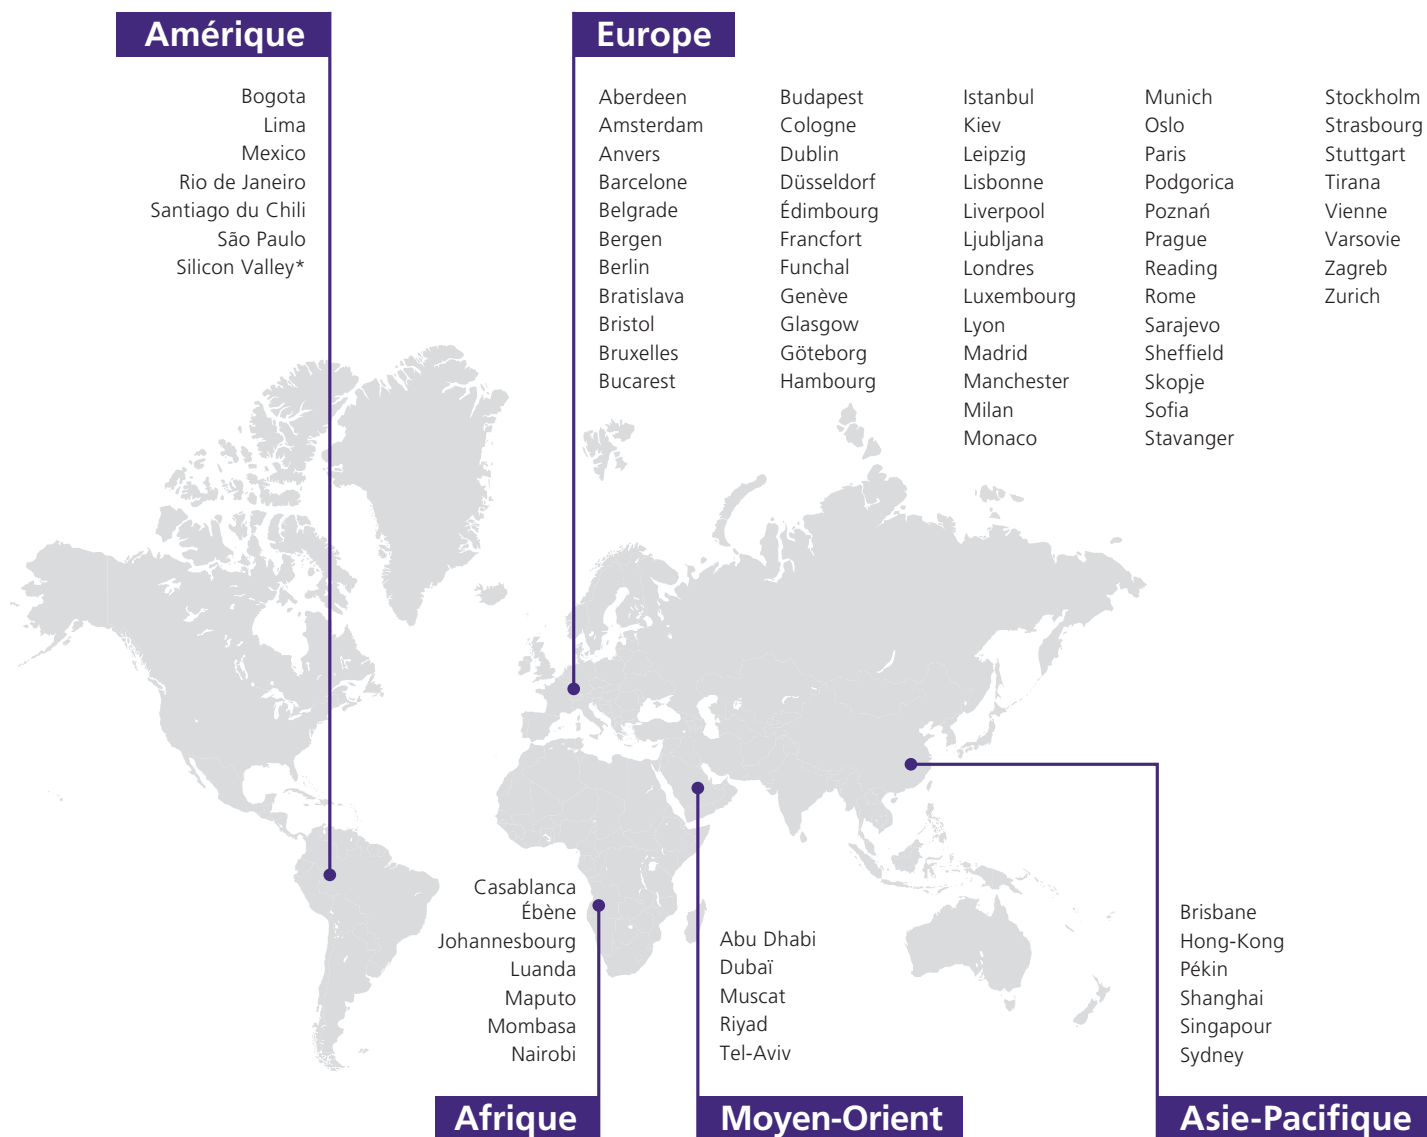 Amérique
Bogota
Lima
Mexico
Rio de Janeiro
Santiago du Chili
São Paulo
Silicon Valley*
Europe
Aberdeen
Amsterdam
Anvers
Barcelone
Belgrade
Bergen
Berlin
Bratislava
Bristol
Bruxelles
Bucarest
Budapest
Cologne
Dublin
Düsseldorf
Édimbourg
Francfort
Funchal
Genève
Glasgow
Göteborg
Hambourg
Istanbul
Kiev
Leipzig
Lisbonne
Liverpool
Ljubljana
Londres
Luxembourg
Lyon
Madrid
Manchester
Milan
Monaco
Munich
Oslo
Paris
Podgorica
Poznań
Prague
Reading
Rome
Sarajevo
Sheffield
Skopje
Sofia
Stavanger
Stockholm
Strasbourg
Stuttgart
Tirana
Vienne
Varsovie
Zagreb
Zurich
Casablanca
Ébène
Johannesbourg
Luanda
Maputo
Mombasa
Nairobi
Afrique
Abu Dhabi
Dubaï
Muscat
Riyad
Tel-Aviv
Moyen-Orient
Brisbane
Hong-Kong
Pékin
Shanghai
Singapour
Sydney
Asie-Pacifique